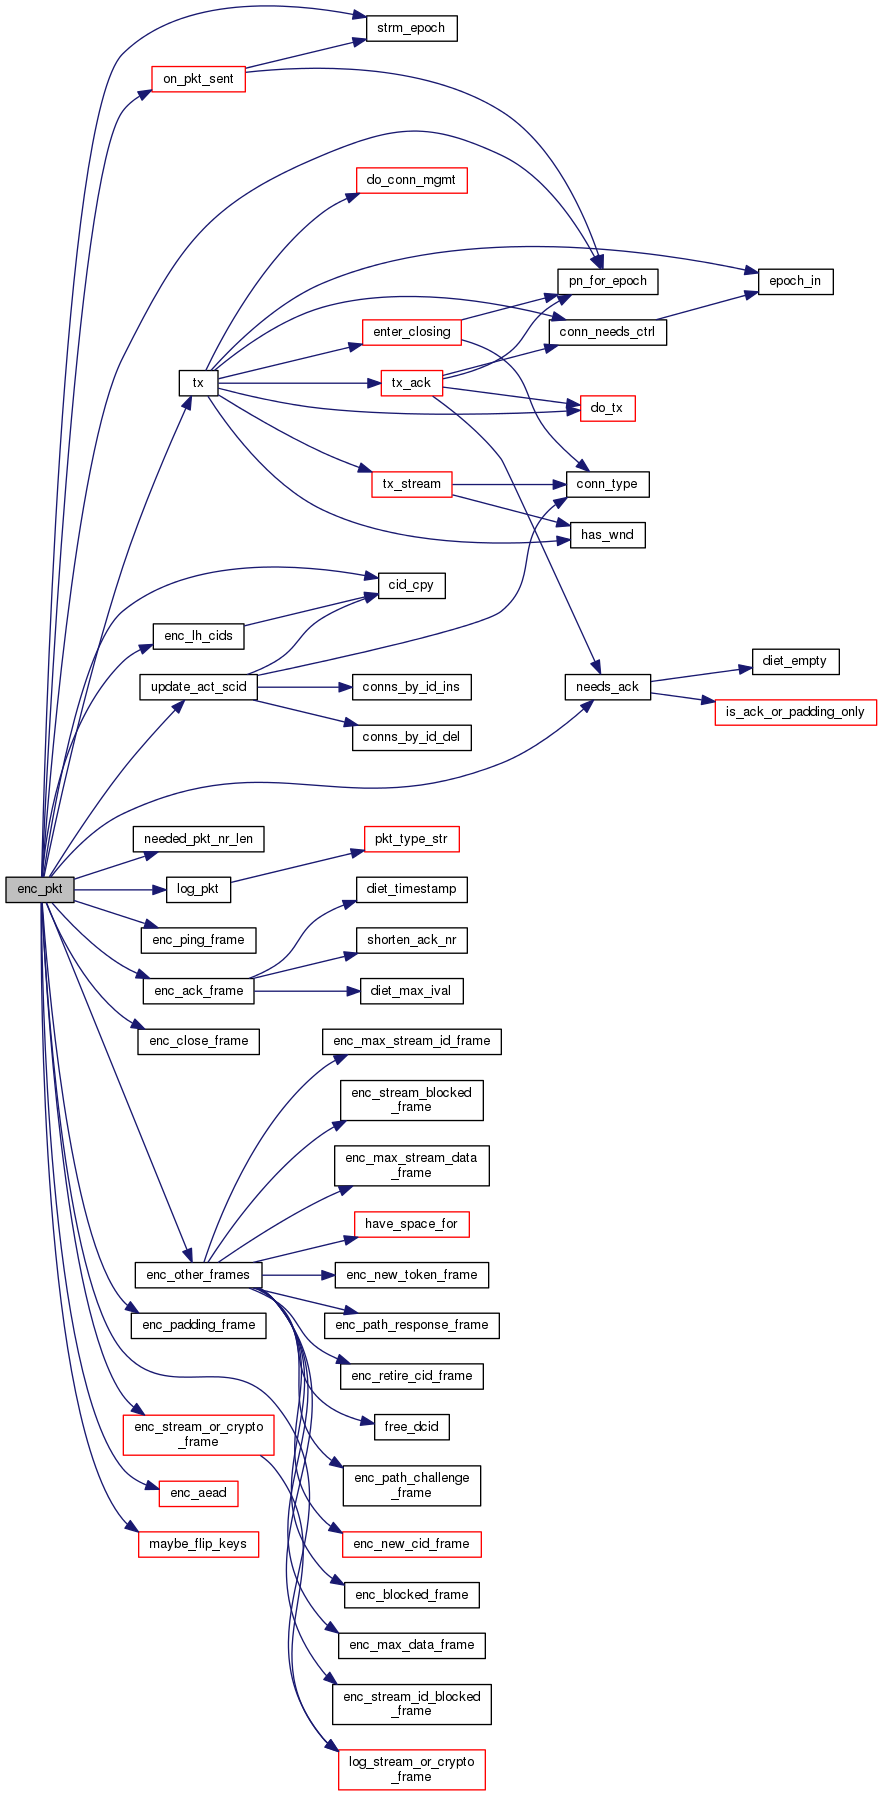 strm_epoch
on_pkt_sent
do_conn_mgmt
pn_for_epoch
epoch_in
enter_closing
conn_needs_ctrl
tx
tx_ack
do_tx
tx_stream
conn_type
has_wnd
cid_cpy
enc_lh_cids
diet_empty
update_act_scid
conns_by_id_ins
needs_ack
is_ack_or_padding_only
conns_by_id_del
needed_pkt_nr_len
pkt_type_str
enc_pkt
log_pkt
diet_timestamp
enc_ping_frame
shorten_ack_nr
enc_ack_frame
diet_max_ival
enc_close_frame
enc_max_stream_id_frame
enc_stream_blocked
_frame
enc_max_stream_data
_frame
have_space_for
enc_other_frames
enc_new_token_frame
enc_padding_frame
enc_path_response_frame
enc_retire_cid_frame
enc_stream_or_crypto
_frame
free_dcid
enc_path_challenge
_frame
enc_aead
maybe_flip_keys
enc_new_cid_frame
enc_blocked_frame
enc_max_data_frame
enc_stream_id_blocked
_frame
log_stream_or_crypto
_frame